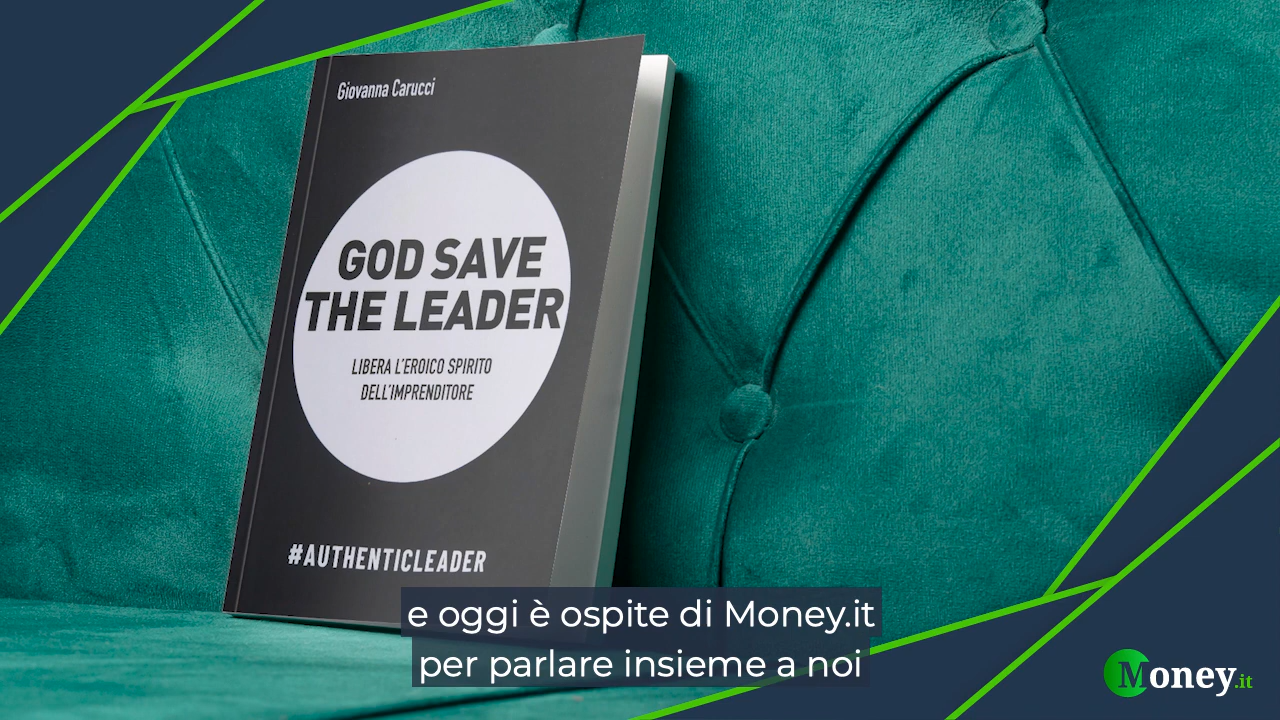 Giovanna Carucci
GOD SAVE
THE LEADER
LIBERA L'EROICO SPIRITO
DELL'IMPRENDITORE
#AUTHENTICLEADER
e oggi è ospite di Money.it
per parlare insieme a noi
Money.it